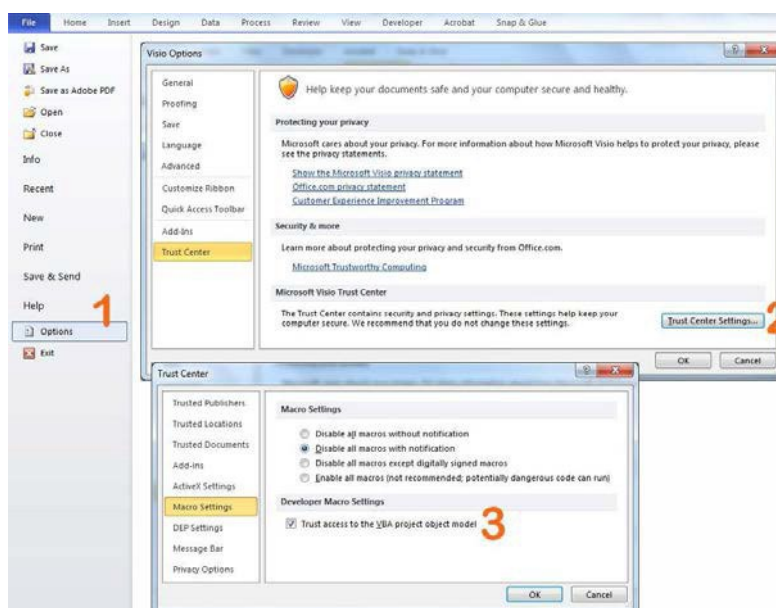 File Home Insert Design Data Process Review View Developer Acrobat Snap & Glue
Save
Save As
Save as Adobe PDF
Open
Close
Info
Recent
New
Print
Save & Send
Help
1
Options
Exit
Visio Options
General
Proofing
Save
Language
Advanced
Customize Ribbon
Quick Access Toolbar
Add-Ins
Trust Center
Help keep your documents safe and your computer secure and healthy.
Protecting your privacy
Microsoft cares about your privacy. For more information about how Microsoft Visio helps to protect your privacy, please
see the privacy statements.
Show the Microsoft Visio privacy statement
Office.com privacy statement
Customer Experience Improvement Program
Security & more
Learn more about protecting your privacy and security from Office.com.
Microsoft Trustworthy Computing
Microsoft Visio Trust Center
The Trust Center contains security and privacy settings. These settings help keep your
computer secure. We recommend that you do not change these settings.
Trust Center Settings...
2
OK Cancel
Trust Center
Trusted Publishers
Trusted Locations
Trusted Documents
Add-ins
ActiveX Settings
Macro Settings
DEP Settings
Message Bar
Privacy Options
Macro Settings
Disable all macros without notification
Disable all macros with notification
Disable all macros except digitally signed macros
Enable all macros (not recommended; potentially dangerous code can run)
Developer Macro Settings
Trust access to the VBA project object model
3
OK Cancel